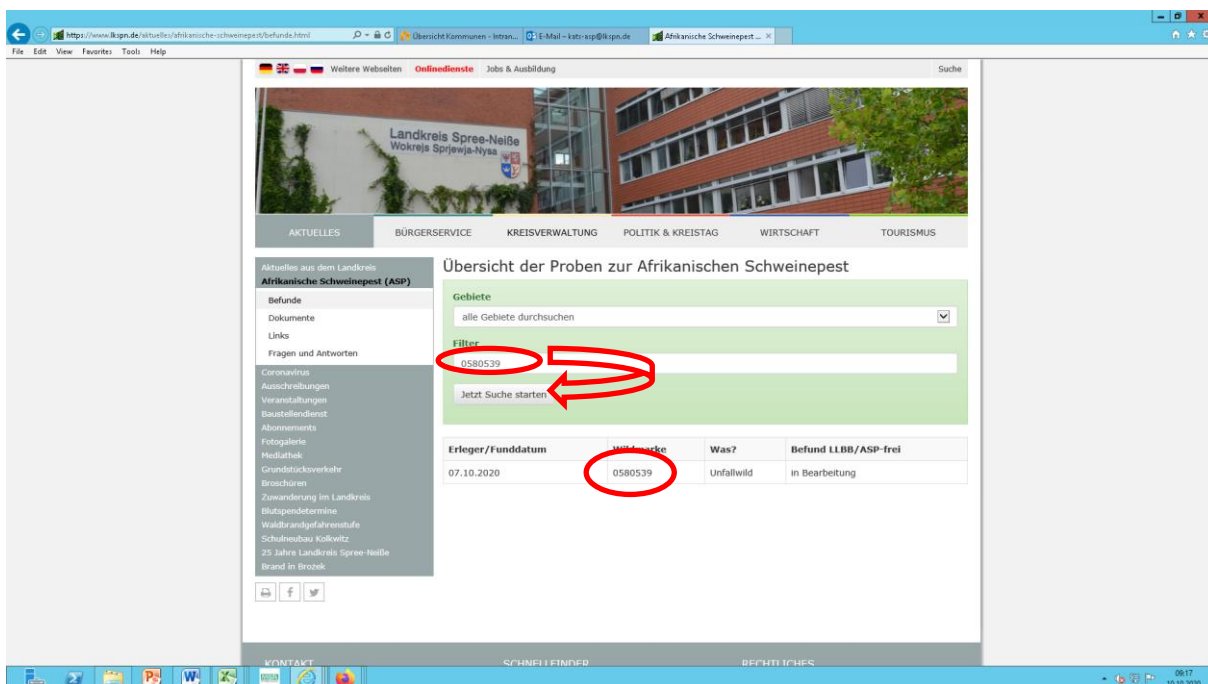 https://www.lkspn.de/aktuelles/afrikanische-schweinepest/befunde.html
Übersicht Kommunen - Intran...
E-Mail – kats-asp@lkspn.de
Afrikanische Schweinepest ...
File Edit View Favorites Tools Help
Weitere Webseiten Onlinedienste Jobs & Ausbildung Suche
Landkreis Spree-Neiße
Wokrejs Sprjewja-Nysa
AKTUELLES BÜRGERSERVICE KREISVERWALTUNG POLITIK & KREISTAG WIRTSCHAFT TOURISMUS
Aktuelles aus dem Landkreis
Afrikanische Schweinepest (ASP)
Befunde
Dokumente
Links
Fragen und Antworten
Coronavirus
Ausschreibungen
Veranstaltungen
Baustellendienst
Abonnements
Fotogalerie
Mediathek
Grundstücksverkehr
Broschüren
Zuwanderung im Landkreis
Blutspendetermine
Waldbrandgefahrenstufe
Schulneubau Kolkwitz
25 Jahre Landkreis Spree-Neiße
Brand in Brozek
Übersicht der Proben zur Afrikanischen Schweinepest
Gebiete
alle Gebiete durchsuchen
Filter
0580539
Jetzt Suche starten
Erleger/Funddatum Wildmarke Was? Befund LLBB/ASP-frei
07.10.2020 0580539 Unfallwild in Bearbeitung
KONTAKT SCHNELLFINDER RECHTLICHES
09:17
10.10.2020